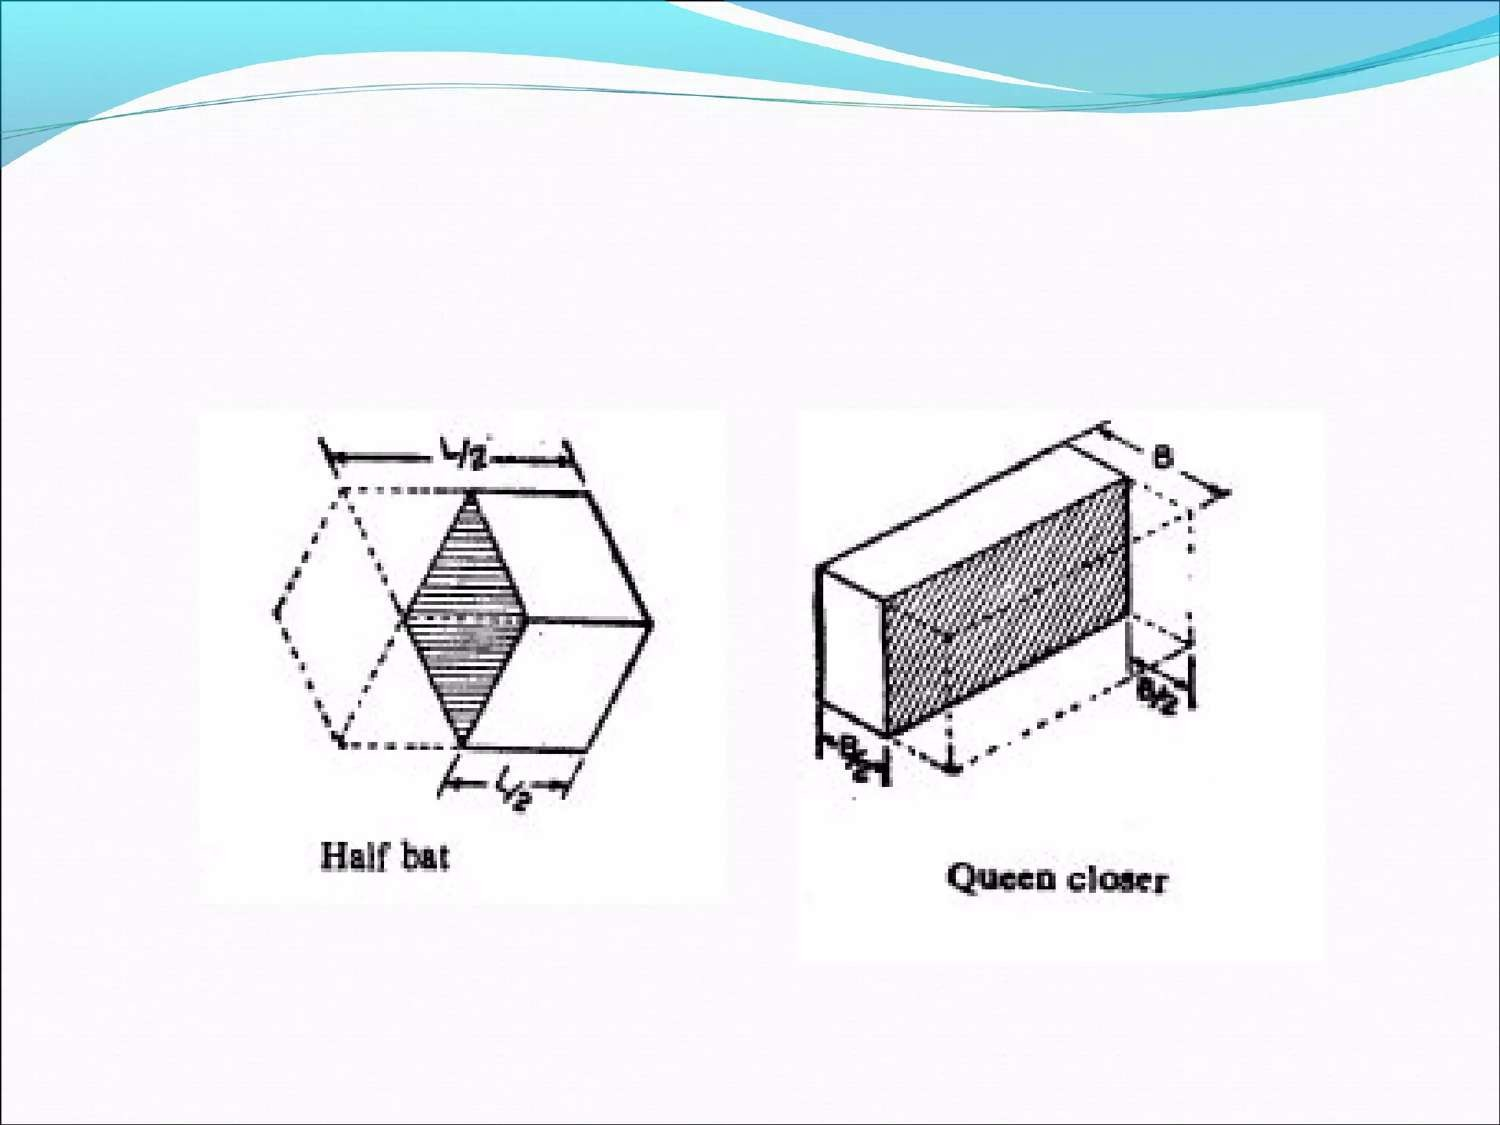 L/2
L/2
Half bat
B
B/2
B/2
Queen closer